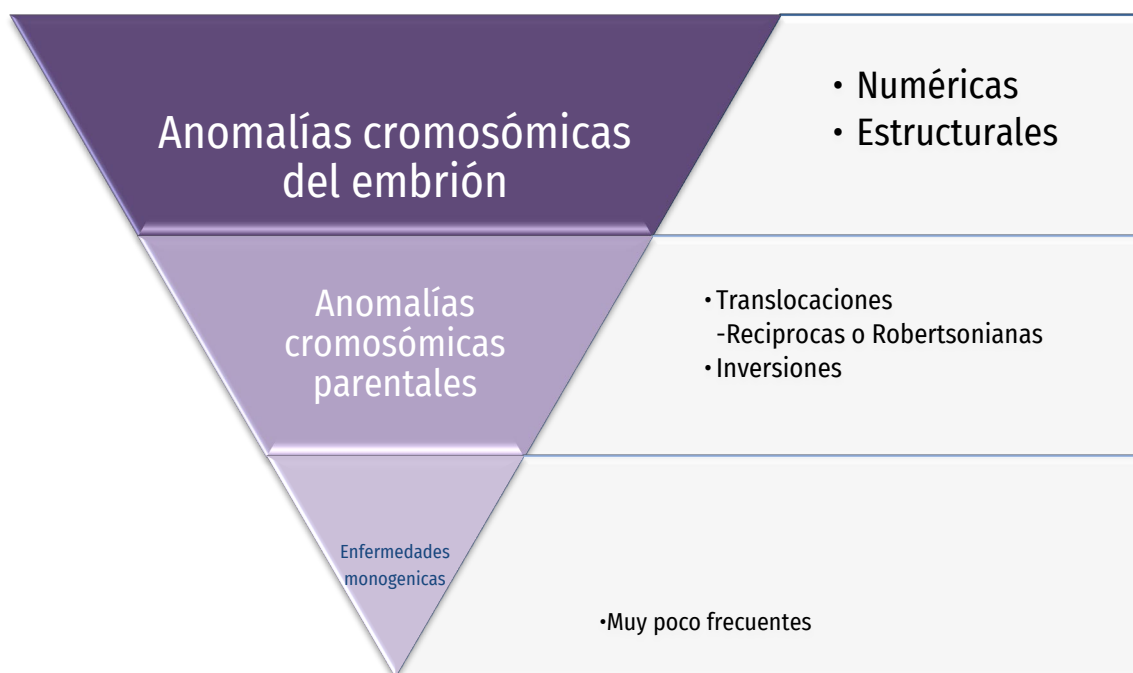 Anomalías cromosómicas
del embrión
• Numéricas
• Estructurales
Anomalías
cromosómicas
parentales
• Translocaciones
-Reciprocas o Robertsonianas
• Inversiones
Enfermedades
monogenicas
•Muy poco frecuentes